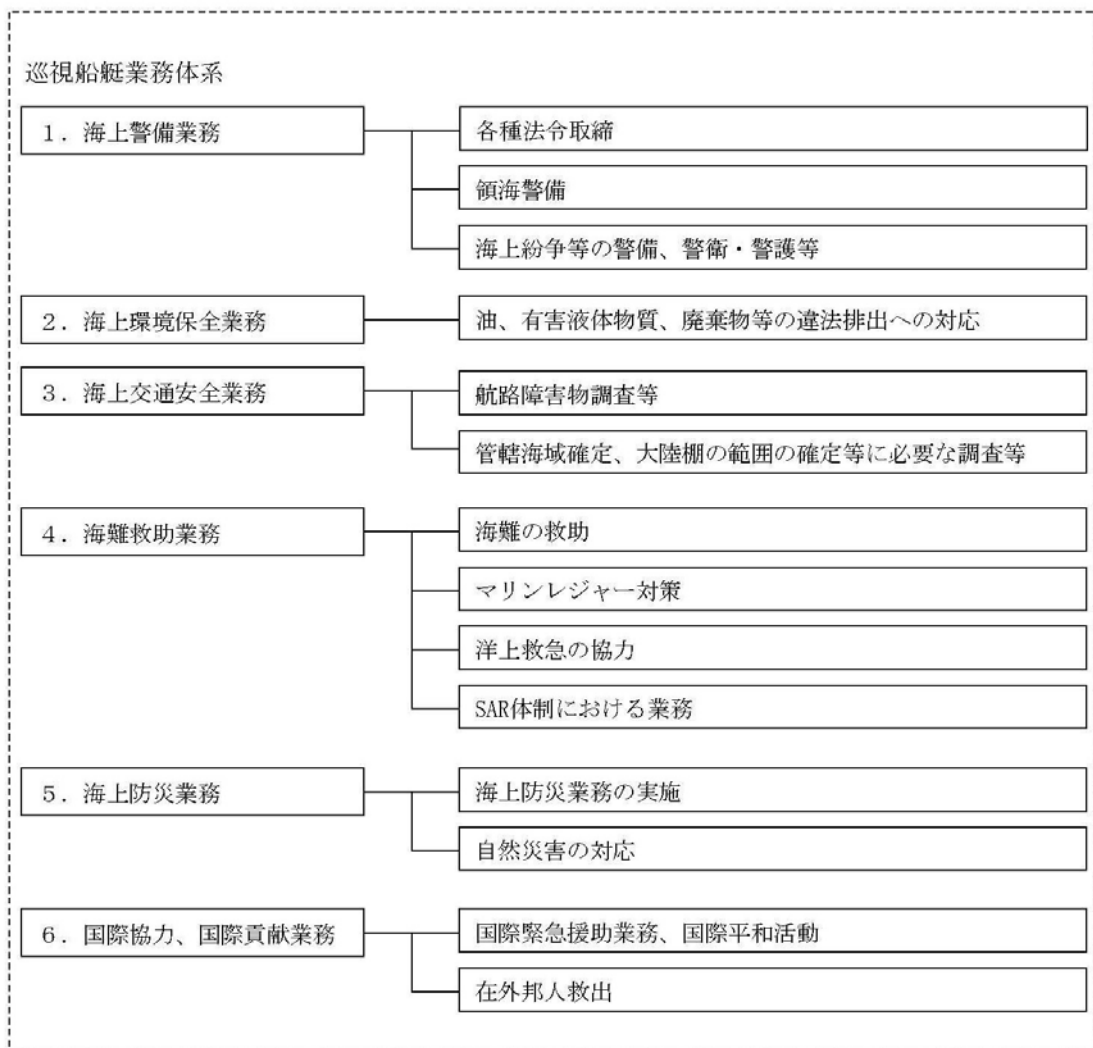 巡視船艇業務体系
１．海上警備業務
各種法令取締
領海警備
海上紛争等の警備、警衛・警護等
２．海上環境保全業務
油、有害液体物質、廃棄物等の違法排出への対応
３．海上交通安全業務
航路障害物調査等
管轄海域確定、大陸棚の範囲の確定等に必要な調査等
４．海難救助業務
海難の救助
マリンレジャー対策
洋上救急の協力
SAR体制における業務
５．海上防災業務
海上防災業務の実施
自然災害の対応
６．国際協力、国際貢献業務
国際緊急援助業務、国際平和活動
在外邦人救出